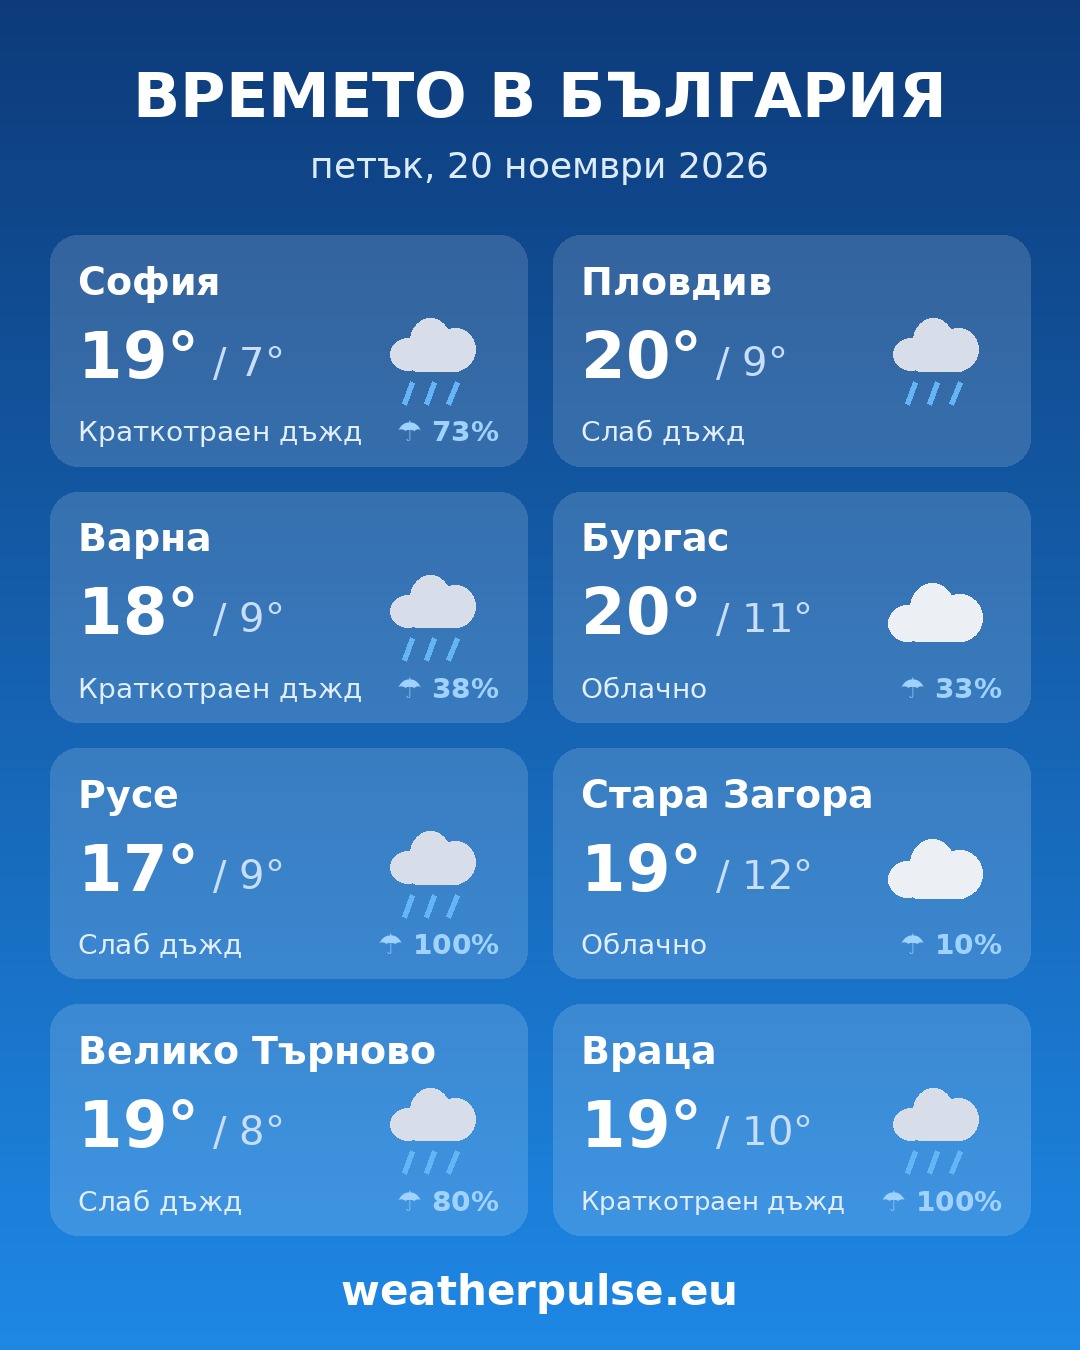 ВРЕМЕТО В БЪЛГАРИЯ
петък, 20 ноември 2026
София
19° / 7°
Краткотраен дъжд ☂ 73%
Пловдив
20° / 9°
Слаб дъжд
Варна
18° / 9°
Краткотраен дъжд ☂ 38%
Бургас
20° / 11°
Облачно ☂ 33%
Русе
17° / 9°
Слаб дъжд ☂ 100%
Стара Загора
19° / 12°
Облачно ☂ 10%
Велико Търново
19° / 8°
Слаб дъжд ☂ 80%
Враца
19° / 10°
Краткотраен дъжд ☂ 100%
weatherpulse.eu